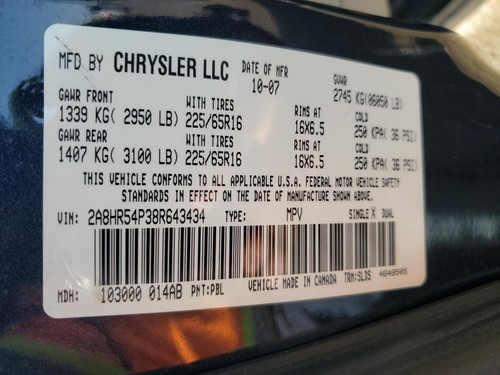 MFD BY CHRYSLER LLC DATE OF MFR GVWR
10-07 2745 KG(06050 LB)
GAWR FRONT WITH TIRES RIMS AT COLD
1339 KG( 2950 LB) 225/65R16 16X6.5 250 KPA( 36 PSI)
GAWR REAR WITH TIRES RIMS AT COLD
1407 KG( 3100 LB) 225/65R16 16X6.5 250 KPA( 36 PSI)
THIS VEHICLE CONFORMS TO ALL APPLICABLE U.S.A. FEDERAL MOTOR VEHICLE SAFETY
STANDARDS IN EFFECT ON THE DATE OF MANUFACTURE SHOWN ABOVE.
VIN: 2A8HR54P38R643434 TYPE: MPV SINGLE X DUAL
MDH: 103000 014AB PNT:PBL VEHICLE MADE IN CANADA TRM:SLDS 4640505